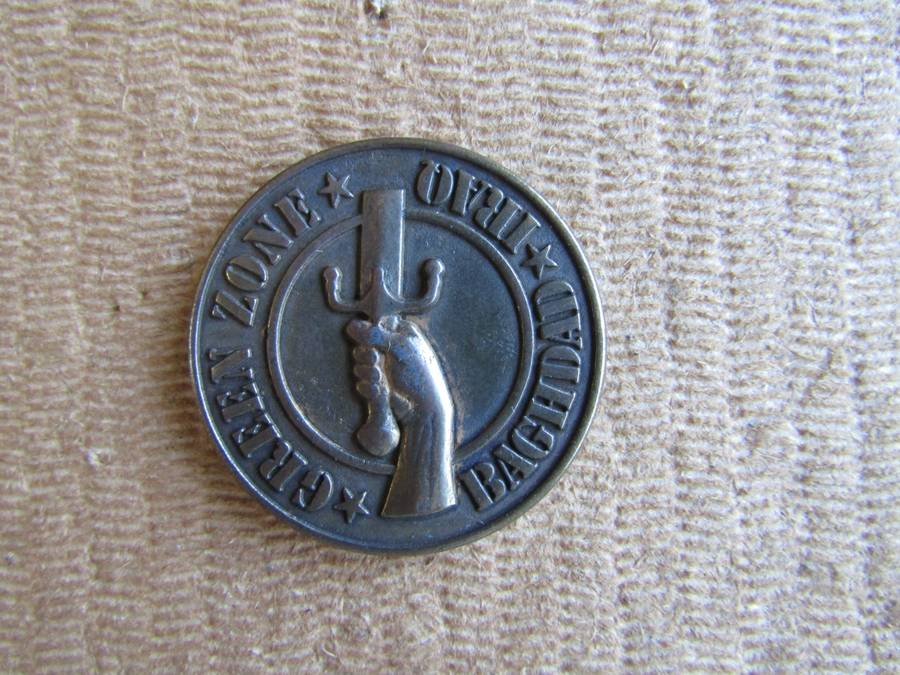 ★ GREEN ZONE ★
BAGHDAD ★ IRAQ